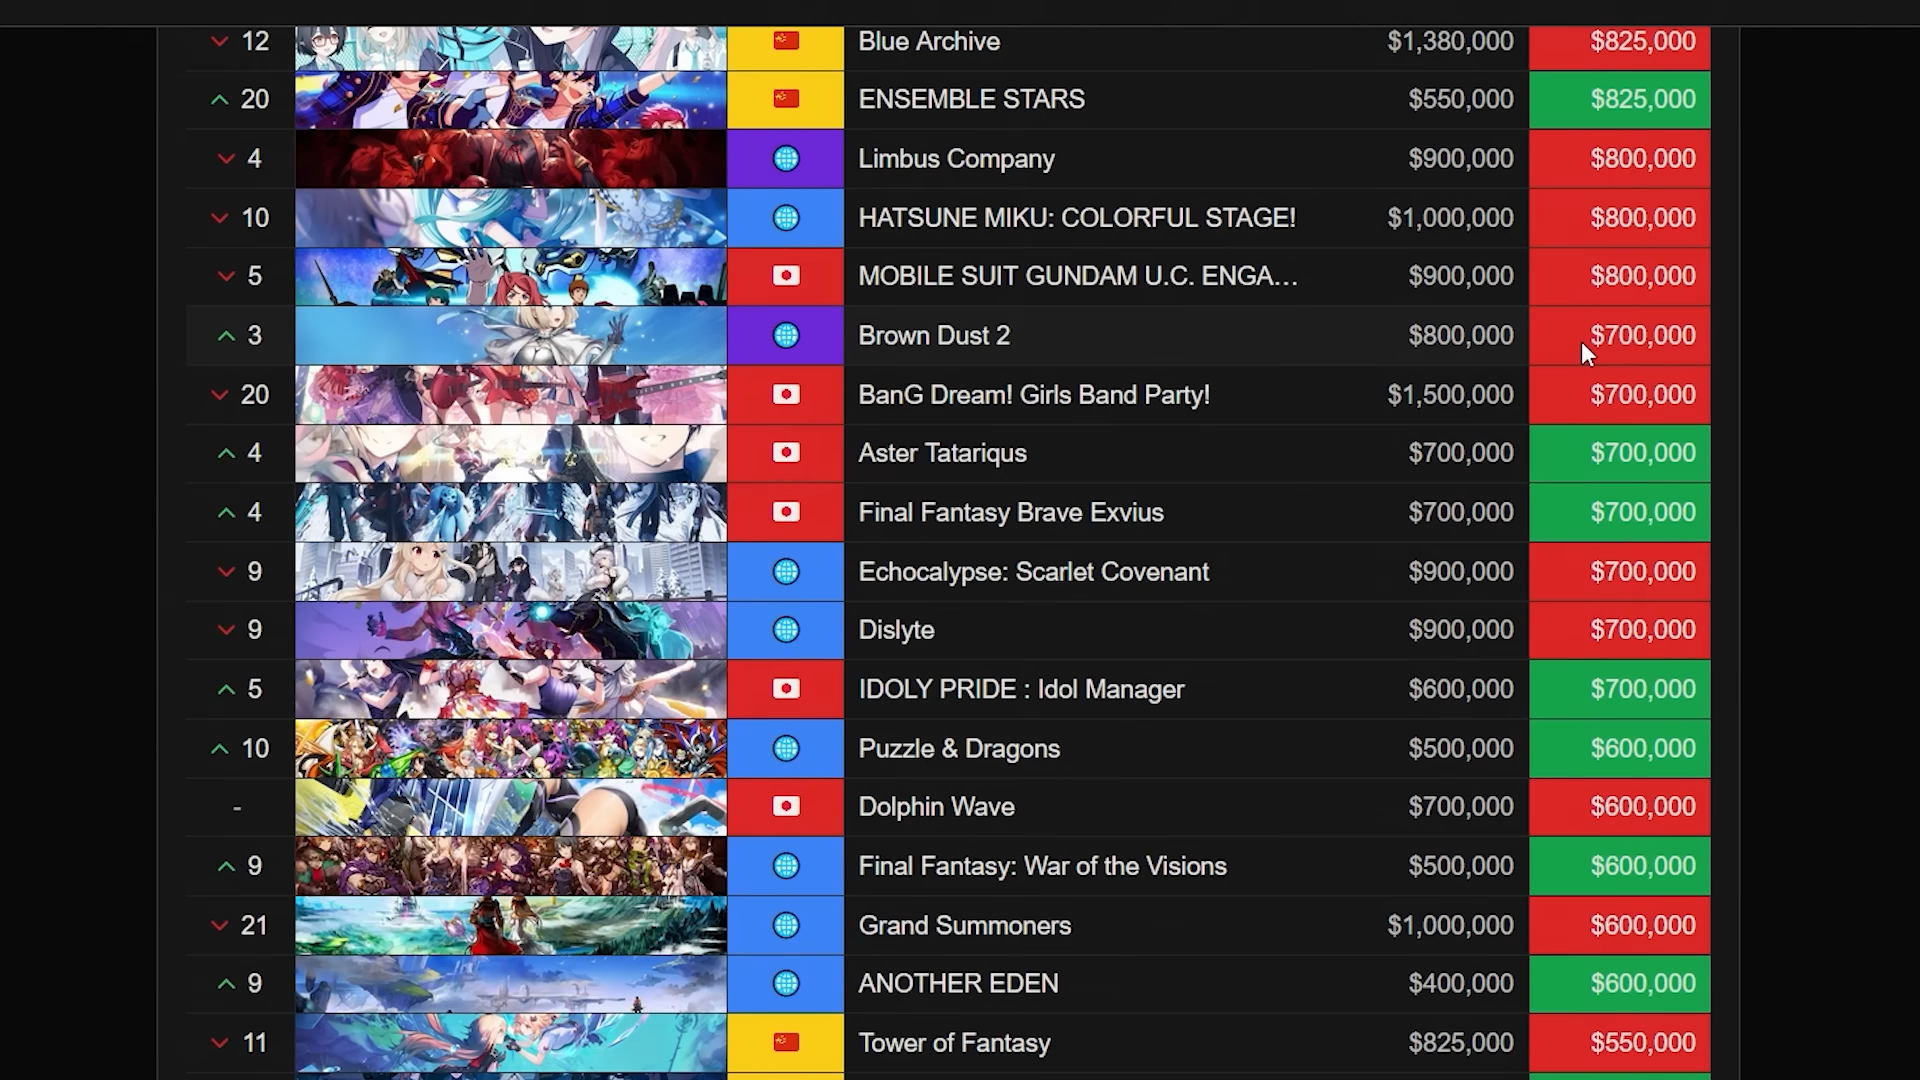 12 Blue Archive $1,380,000 $825,000
20 ENSEMBLE STARS $550,000 $825,000
4 Limbus Company $900,000 $800,000
10 HATSUNE MIKU: COLORFUL STAGE! $1,000,000 $800,000
5 MOBILE SUIT GUNDAM U.C. ENGA... $900,000 $800,000
3 Brown Dust 2 $800,000 $700,000
20 BanG Dream! Girls Band Party! $1,500,000 $700,000
4 Aster Tatariqus $700,000 $700,000
4 Final Fantasy Brave Exvius $700,000 $700,000
9 Echocalypse: Scarlet Covenant $900,000 $700,000
9 Dislyte $900,000 $700,000
5 IDOLY PRIDE : Idol Manager $600,000 $700,000
10 Puzzle & Dragons $500,000 $600,000
- Dolphin Wave $700,000 $600,000
9 Final Fantasy: War of the Visions $500,000 $600,000
21 Grand Summoners $1,000,000 $600,000
9 ANOTHER EDEN $400,000 $600,000
11 Tower of Fantasy $825,000 $550,000